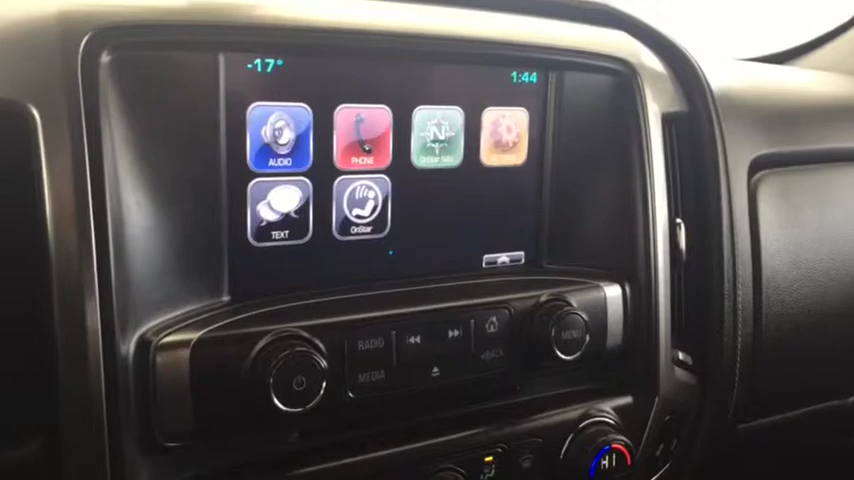 -17°
1:44
AUDIO
PHONE
N
OnStar NAV
TEXT
OnStar
RADIO
MEDIA
BACK
MENU
HI